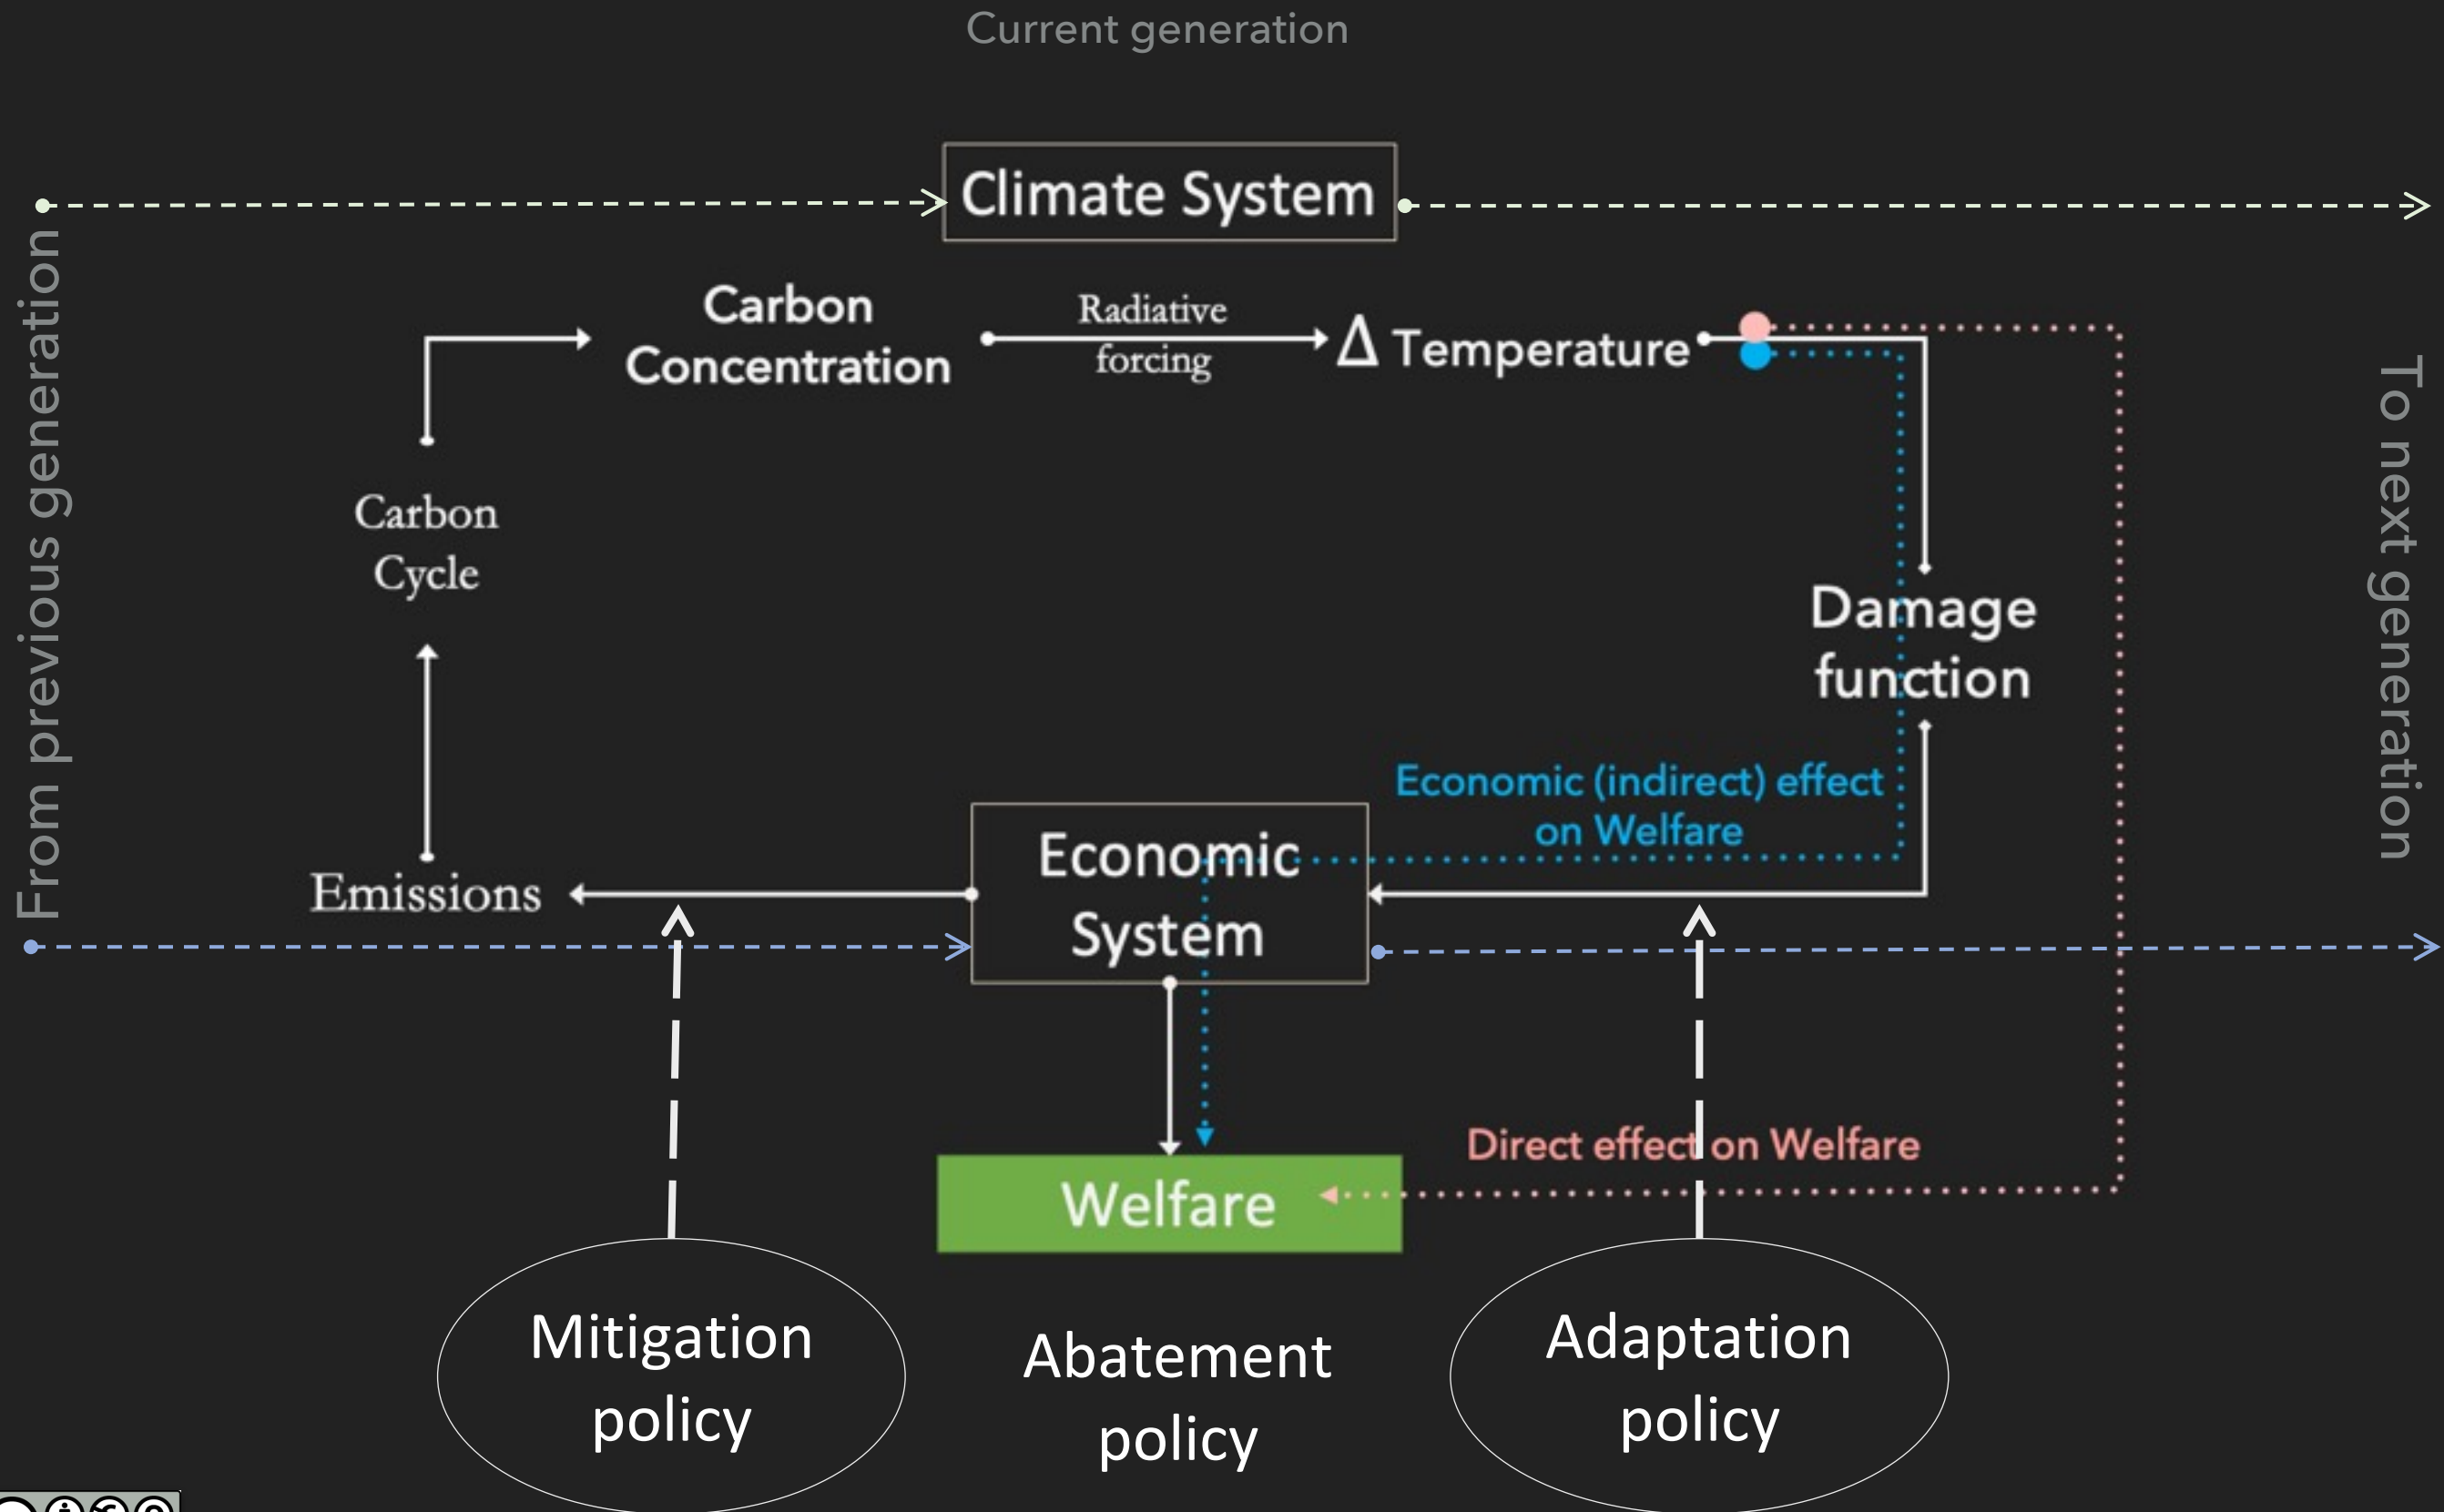 Current generation
Climate System
From previous generation
To next generation
Carbon
Concentration
Radiative
forcing
Δ Temperature
Carbon
Cycle
Damage
function
Economic (indirect) effect
on Welfare
Economic
System
Emissions
Direct effect on Welfare
Welfare
Mitigation
policy
Abatement
policy
Adaptation
policy